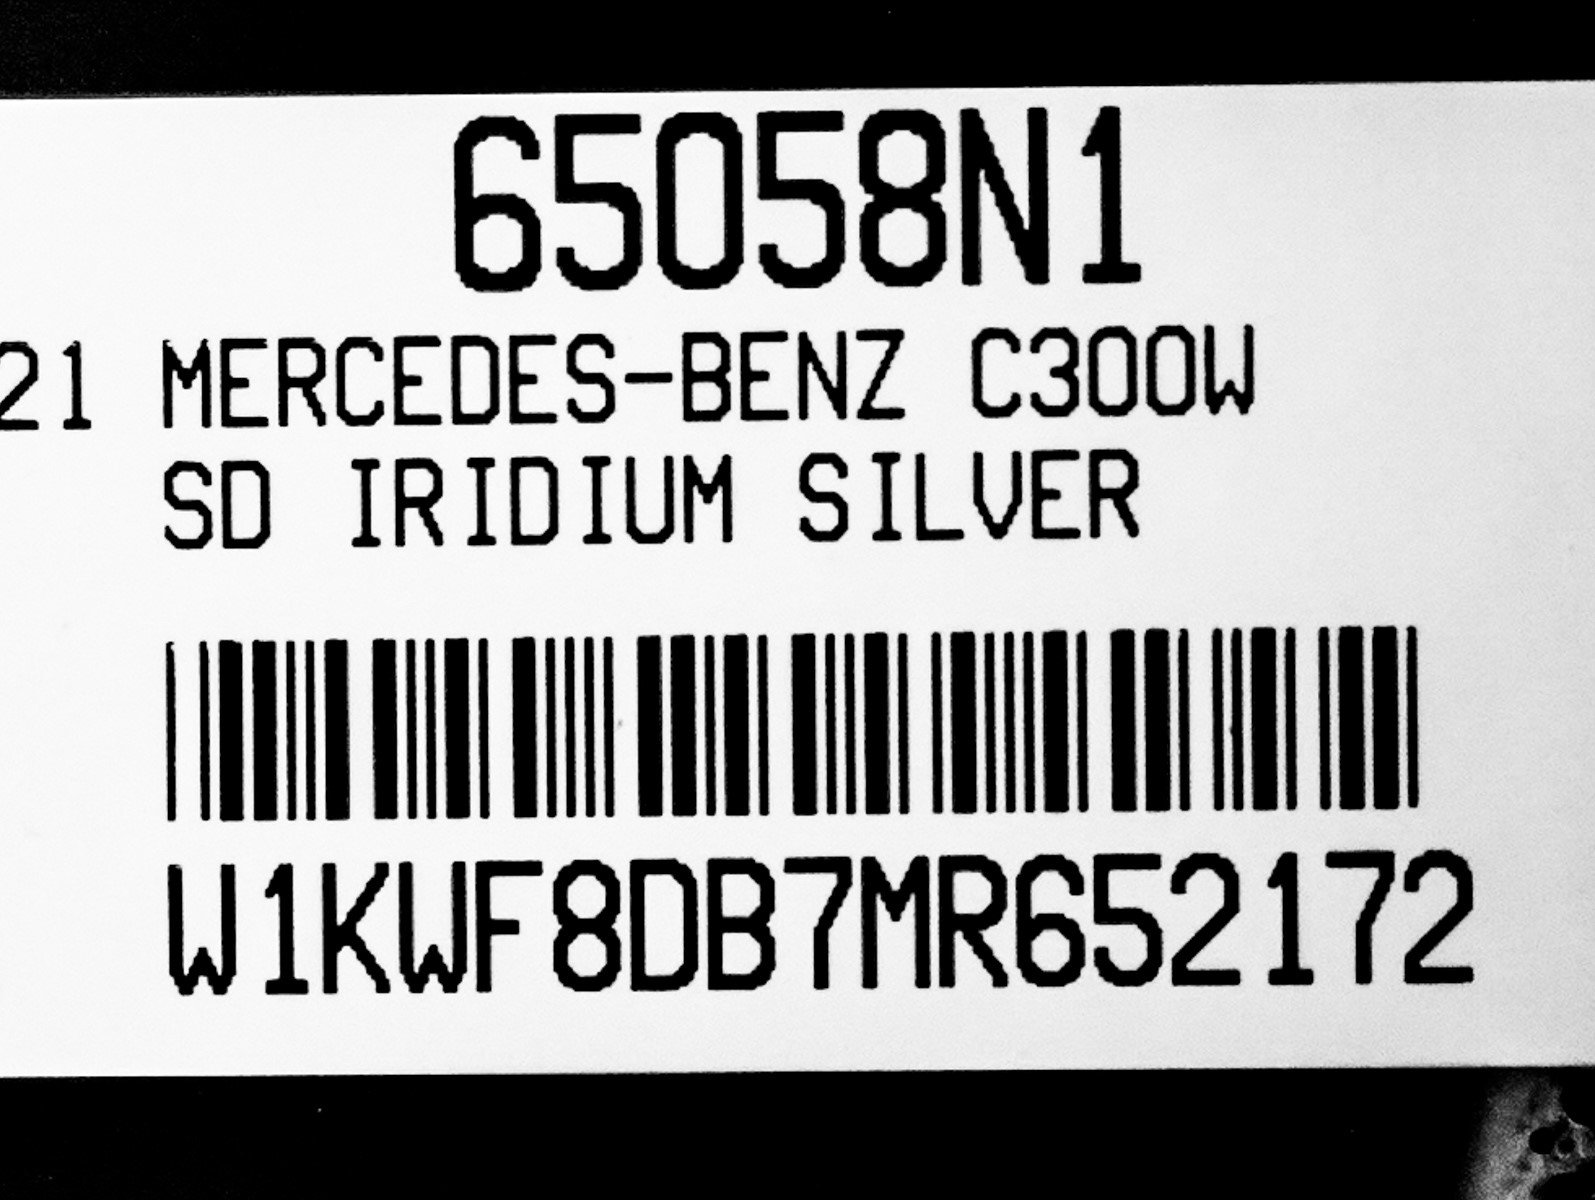 65058N1
21 MERCEDES-BENZ C300W
SD IRIDIUM SILVER
W1KWF8DB7MR652172